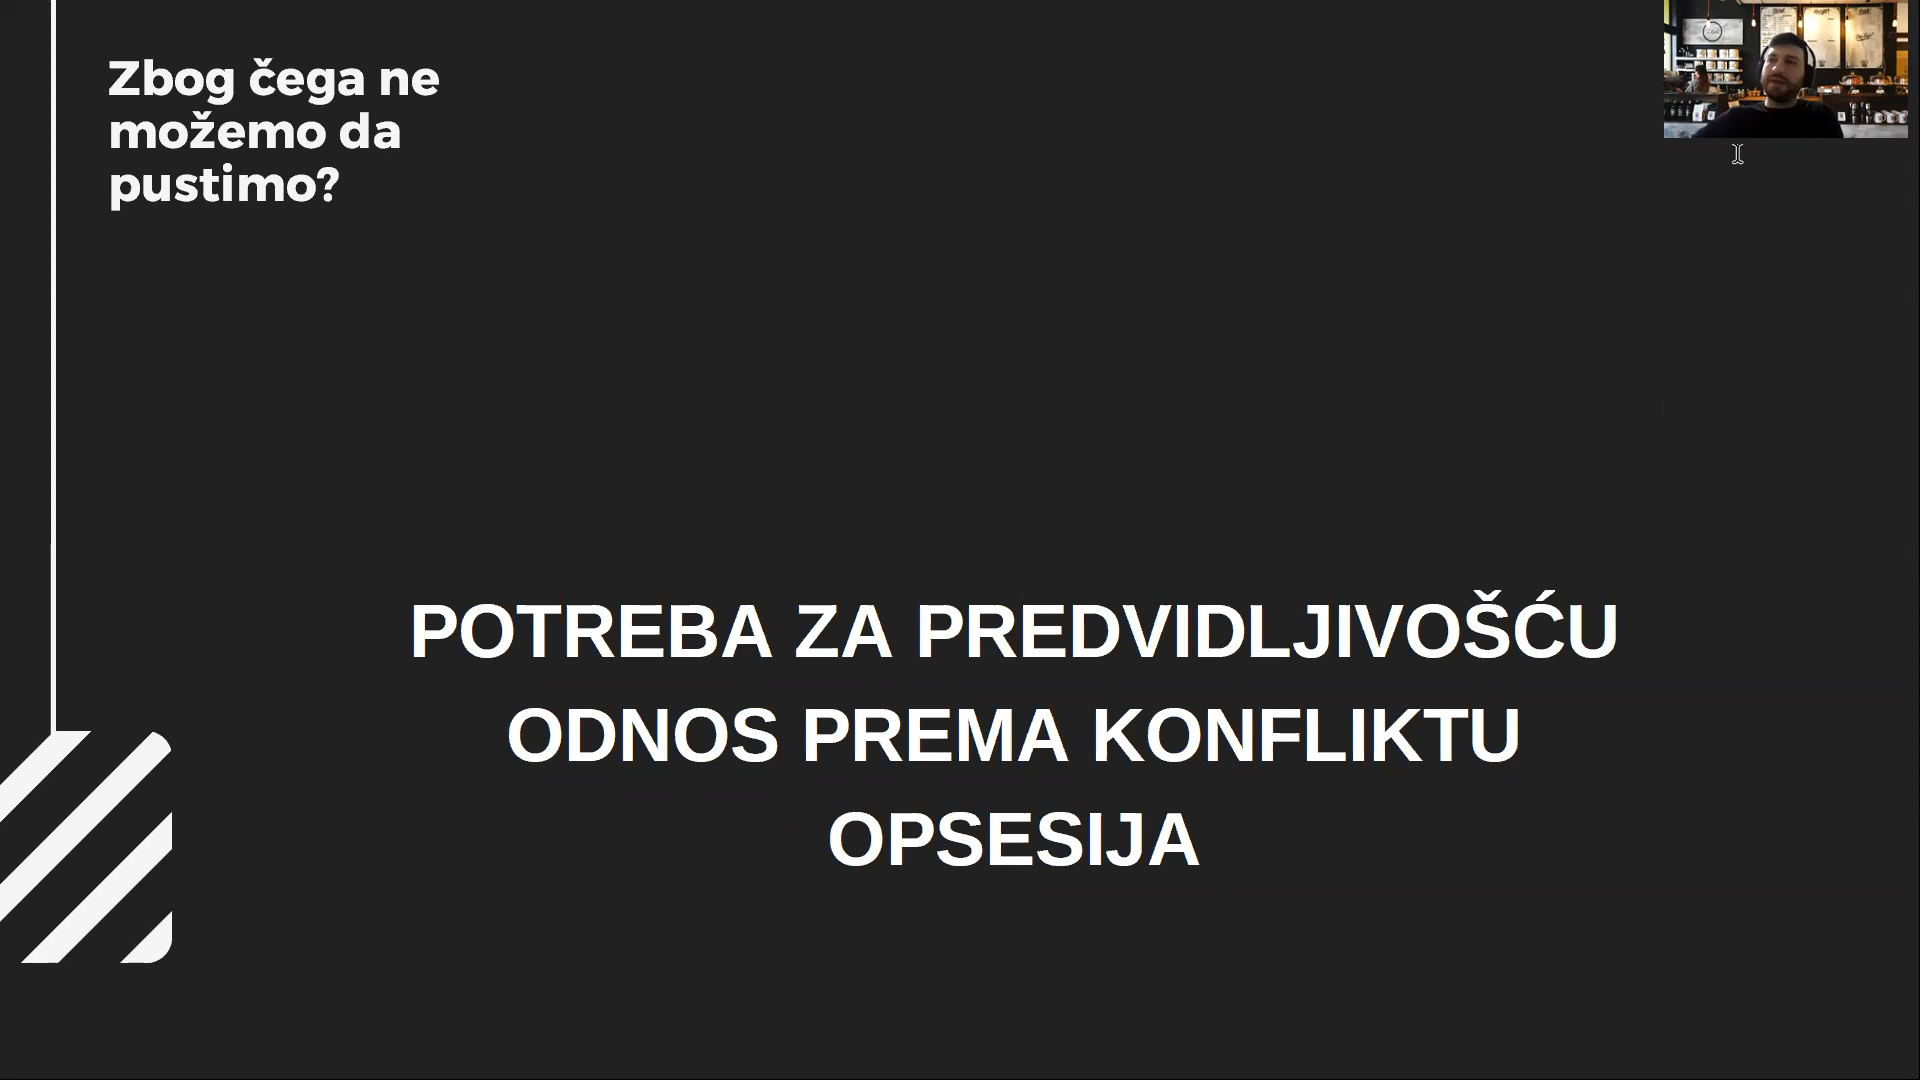 Zbog čega ne
možemo da
pustimo?
POTREBA ZA PREDVIDLJIVOŠĆU
ODNOS PREMA KONFLIKTU
OPSESIJA